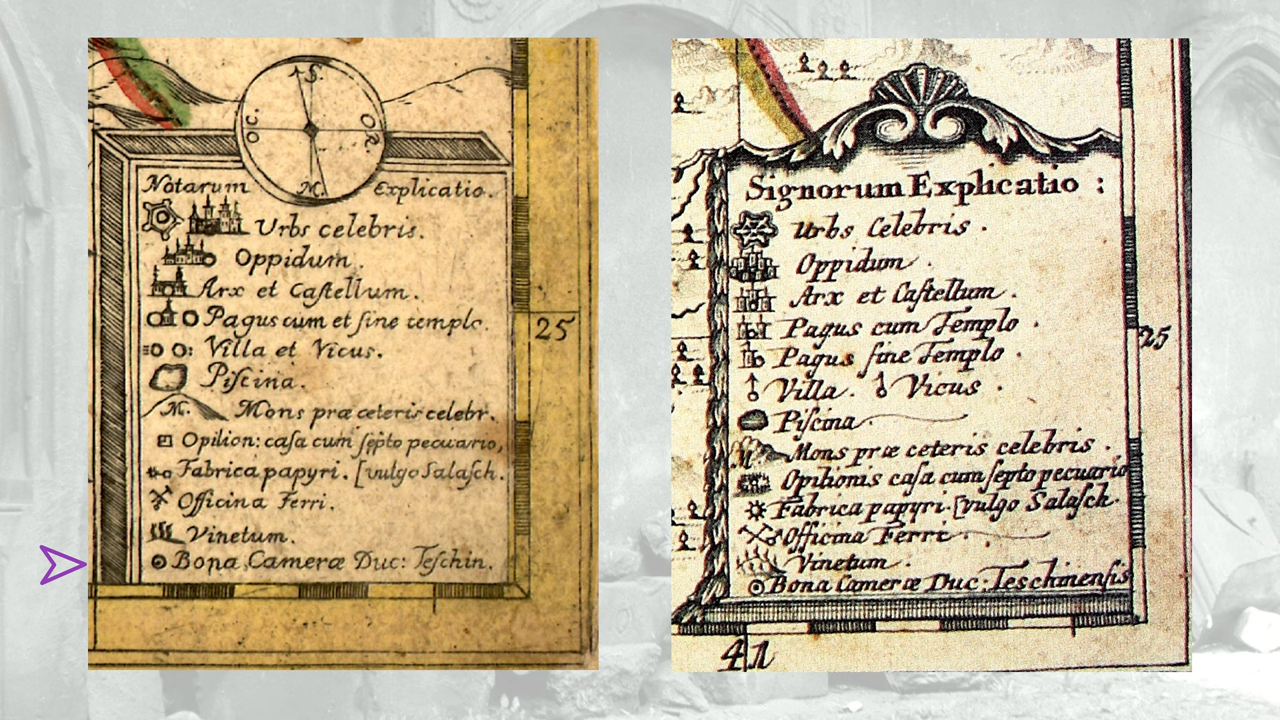 S.
OC.
OR.
M.
Notarum Explicatio.
Urbs celebris.
Oppidum.
Arx et Caſtellum.
Pagus cum et ſine templo.
Villa et Vicus.
Piſcina.
M. Mons præ ceteris celebr.
Opilion: caſa cum ſepto pecuario,
Fabrica papyri. [vulgo Salaſch.
Officina Ferri.
Vinetum.
Bona Cameræ Duc: Teſchin.
25
Signorum Explicatio :
Urbs Celebris.
Oppidum.
Arx et Caſtellum.
Pagus cum Templo.
Pagus ſine Templo.
Villa. Vicus.
Piſcina.
M. Mons præ ceteris celebris.
Opilionis caſa cum ſepto pecuario
Fabrica papyri. [vulgo Salaſch.
Officina Ferri.
Vinetum.
Bona Cameræ Duc: Teschinenſis
25
41